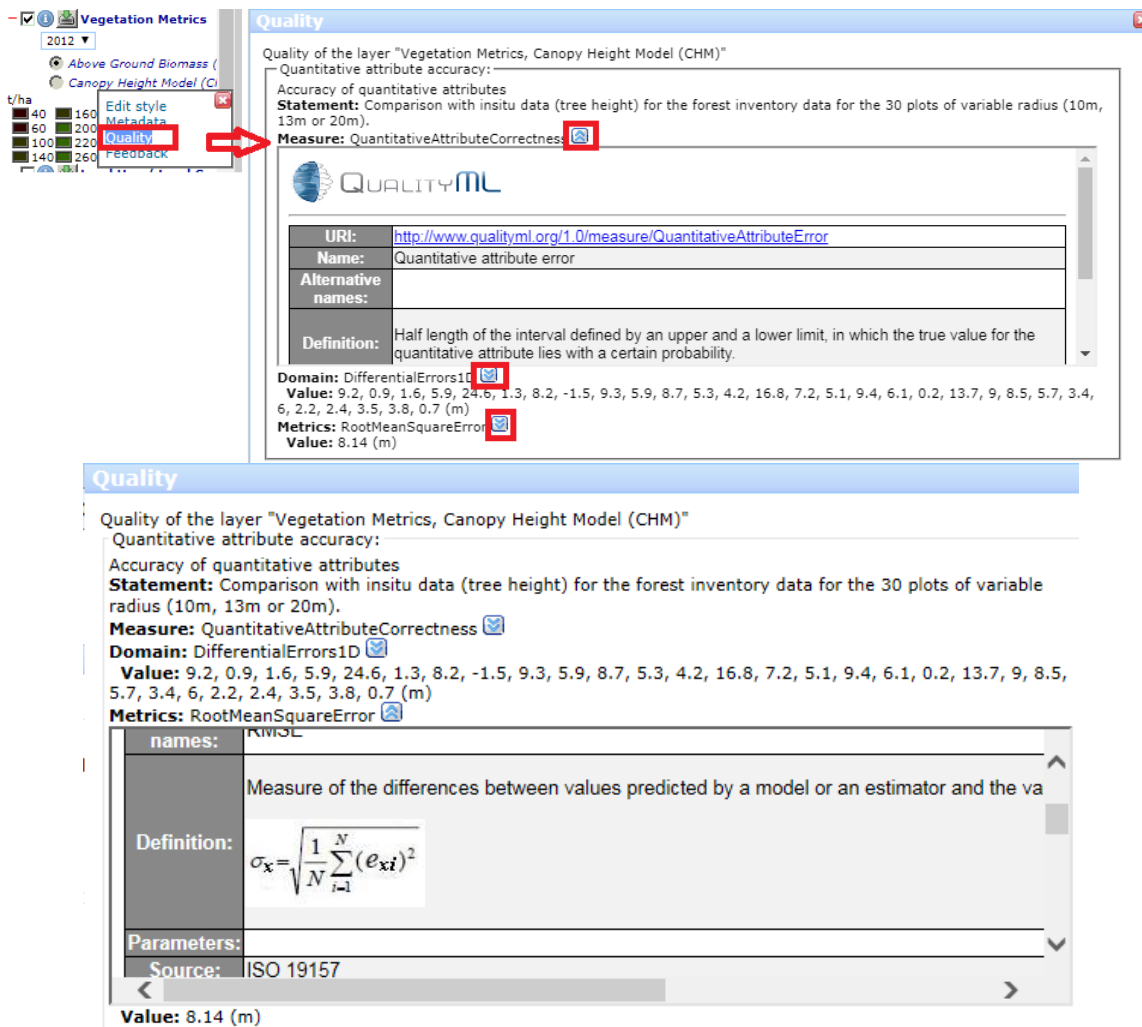 Vegetation Metrics
2012 ▼
Above Ground Biomass (
Canopy Height Model (CH
t/ha
40 160
60 200
100 220
140 260
Edit style
Metadata
Quality
Feedback
Quality
Quality of the layer "Vegetation Metrics, Canopy Height Model (CHM)"
Quantitative attribute accuracy:
Accuracy of quantitative attributes
Statement: Comparison with insitu data (tree height) for the forest inventory data for the 30 plots of variable radius (10m,
13m or 20m).
Measure: QuantitativeAttributeCorrectness
QUALITYML
URI: http://www.qualityml.org/1.0/measure/QuantitativeAttributeError
Name: Quantitative attribute error
Alternative
names:
Definition: Half length of the interval defined by an upper and a lower limit, in which the true value for the
quantitative attribute lies with a certain probability.
Domain: DifferentialErrors1D
Value: 9.2, 0.9, 1.6, 5.9, 24.6, 1.3, 8.2, -1.5, 9.3, 5.9, 8.7, 5.3, 4.2, 16.8, 7.2, 5.1, 9.4, 6.1, 0.2, 13.7, 9, 8.5, 5.7, 3.4,
6, 2.2, 2.4, 3.5, 3.8, 0.7 (m)
Metrics: RootMeanSquareError
Value: 8.14 (m)
Quality
Quality of the layer "Vegetation Metrics, Canopy Height Model (CHM)"
Quantitative attribute accuracy:
Accuracy of quantitative attributes
Statement: Comparison with insitu data (tree height) for the forest inventory data for the 30 plots of variable
radius (10m, 13m or 20m).
Measure: QuantitativeAttributeCorrectness
Domain: DifferentialErrors1D
Value: 9.2, 0.9, 1.6, 5.9, 24.6, 1.3, 8.2, -1.5, 9.3, 5.9, 8.7, 5.3, 4.2, 16.8, 7.2, 5.1, 9.4, 6.1, 0.2, 13.7, 9, 8.5,
5.7, 3.4, 6, 2.2, 2.4, 3.5, 3.8, 0.7 (m)
Metrics: RootMeanSquareError
names: RMSE
Measure of the differences between values predicted by a model or an estimator and the va
Definition: σx=√(1/N ∑i=1N (exi)2)
Parameters:
Source: ISO 19157
Value: 8.14 (m)